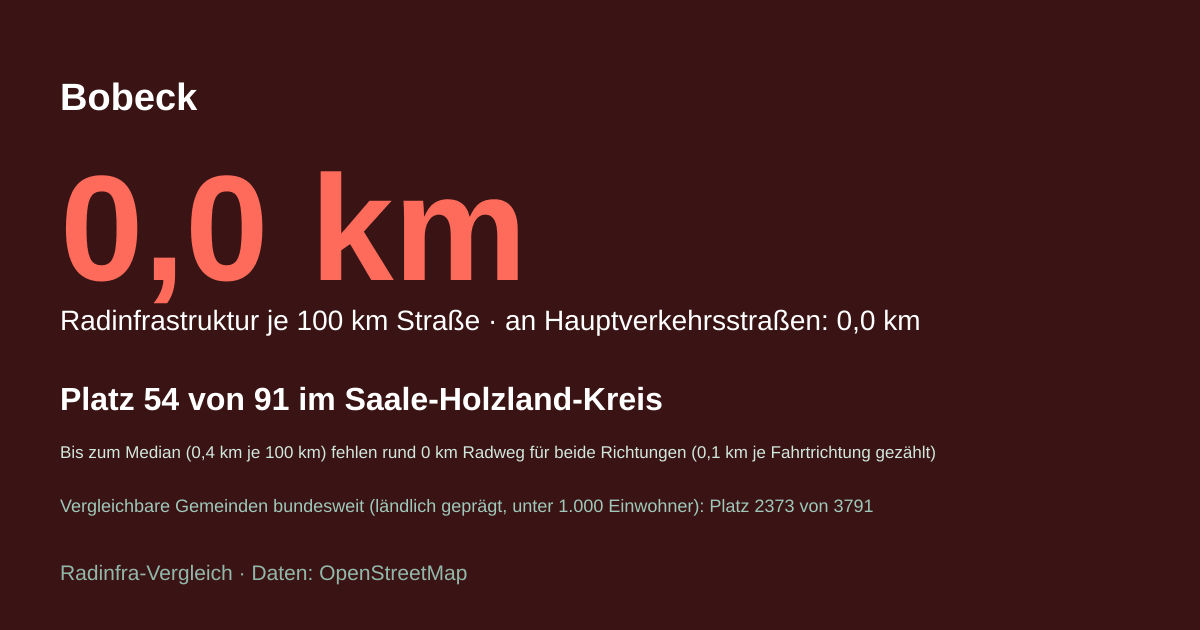 Bobeck
0,0 km
Radinfrastruktur je 100 km Straße · an Hauptverkehrsstraßen: 0,0 km
Platz 54 von 91 im Saale-Holzland-Kreis
Bis zum Median (0,4 km je 100 km) fehlen rund 0 km Radweg für beide Richtungen (0,1 km je Fahrtrichtung gezählt)
Vergleichbare Gemeinden bundesweit (ländlich geprägt, unter 1.000 Einwohner): Platz 2373 von 3791
Radinfra-Vergleich · Daten: OpenStreetMap